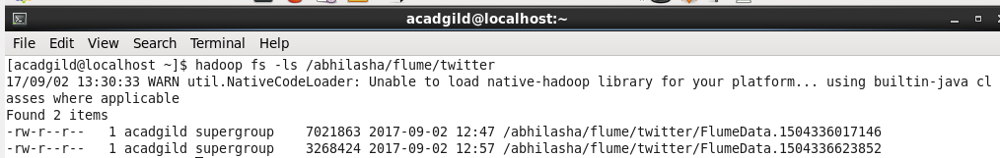 acadgild@localhost:~
File Edit View Search Terminal Help
[acadgild@localhost ~]$ hadoop fs -ls /abhilasha/flume/twitter
17/09/02 13:30:33 WARN util.NativeCodeLoader: Unable to load native-hadoop library for your platform... using builtin-java cl
asses where applicable
Found 2 items
-rw-r--r--   1 acadgild supergroup    7021863 2017-09-02 12:47 /abhilasha/flume/twitter/FlumeData.1504336017146
-rw-r--r--   1 acadgild supergroup    3268424 2017-09-02 12:57 /abhilasha/flume/twitter/FlumeData.1504336623852